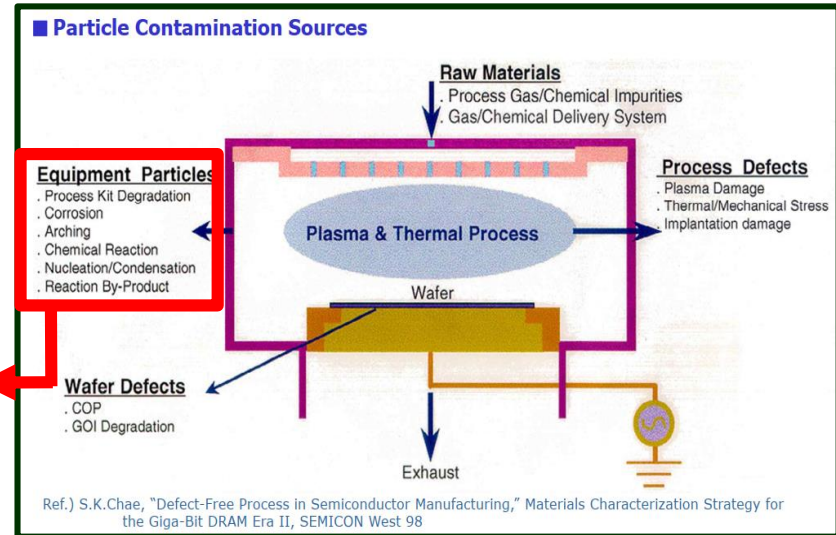 ■ Particle Contamination Sources
Raw Materials
. Process Gas/Chemical Impurities
. Gas/Chemical Delivery System
Equipment Particles
. Process Kit Degradation
. Corrosion
. Arching
. Chemical Reaction
. Nucleation/Condensation
. Reaction By-Product
Process Defects
. Plasma Damage
. Thermal/Mechanical Stress
. Implantation damage
Plasma & Thermal Process
Wafer
Wafer Defects
. COP
. GOI Degradation
Exhaust
Ref.) S.K.Chae, "Defect-Free Process in Semiconductor Manufacturing," Materials Characterization Strategy for
the Giga-Bit DRAM Era II, SEMICON West 98